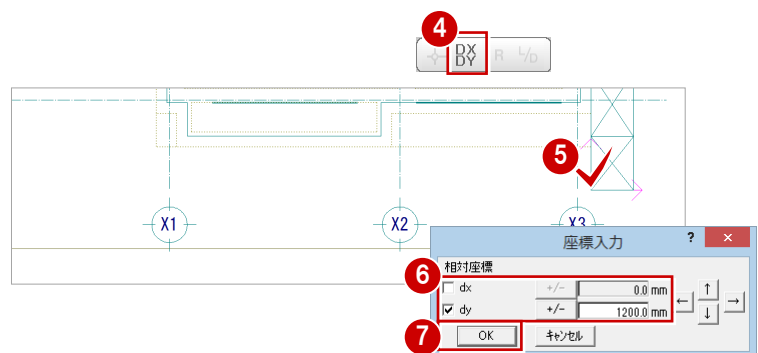 4
DX
DY
R
L/D
5
X1
X2
X3
座標入力
?
×
相対座標
6
dx
+/-
0.0 mm
←
↑
→
dy
+/-
1200.0 mm
↓
7
OK
キャンセル